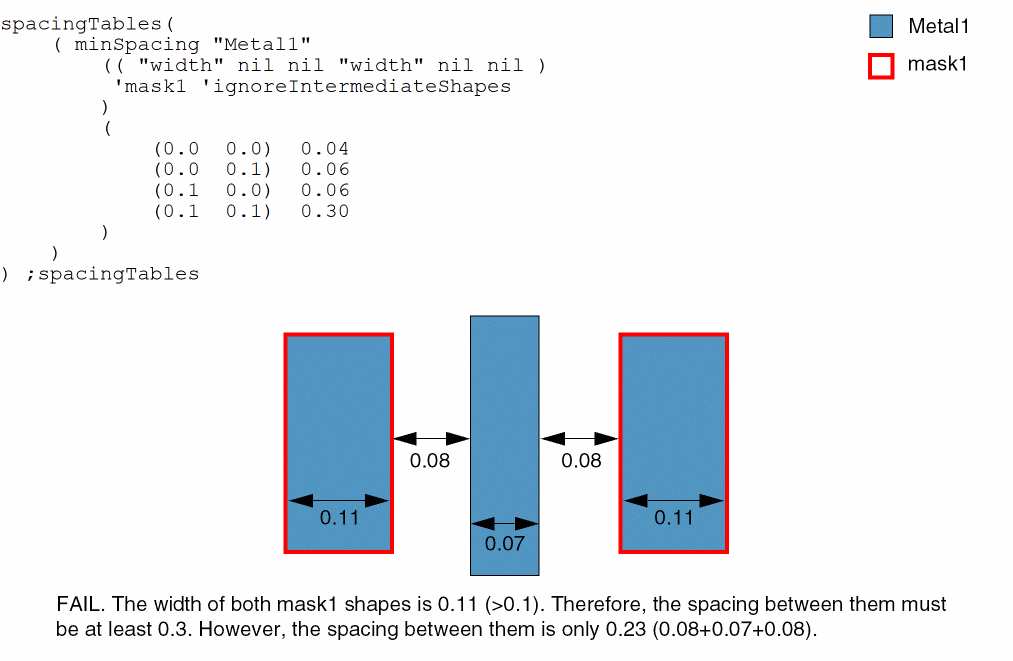 spacingTables(
( minSpacing "Metal1"
(( "width" nil nil "width" nil nil )
'mask1 'ignoreIntermediateShapes
)
(
(0.0 0.0) 0.04
(0.0 0.1) 0.06
(0.1 0.0) 0.06
(0.1 0.1) 0.30
)
)
) ;spacingTables
Metal1
mask1
0.08
0.08
0.11
0.11
0.07
FAIL. The width of both mask1 shapes is 0.11 (>0.1). Therefore, the spacing between them must
be at least 0.3. However, the spacing between them is only 0.23 (0.08+0.07+0.08).